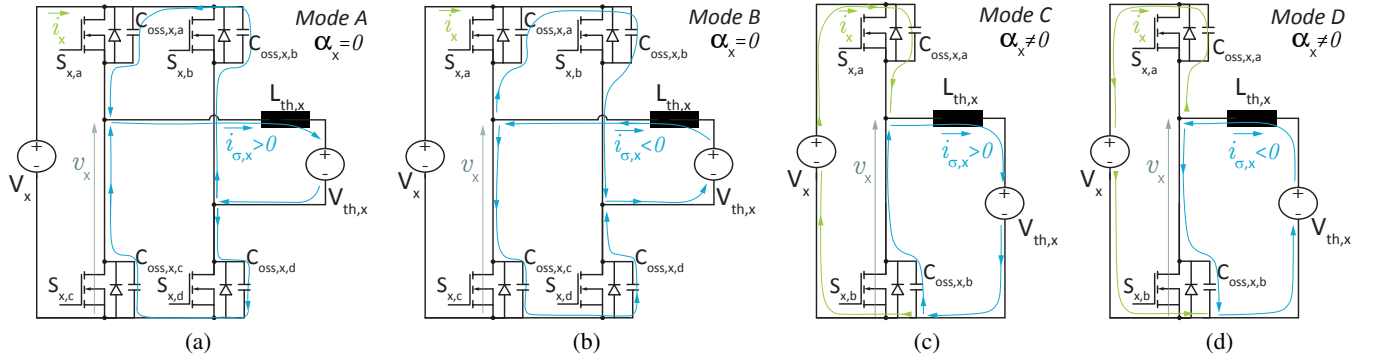 i_x
C_oss,x,a
Mode A
α_x=0
S_x,a
S_x,b
C_oss,x,b
L_th,x
i_σ,x>0
v_x
V_x
V_th,x
C_oss,x,c
C_oss,x,d
S_x,c
S_x,d
(a)
i_x
C_oss,x,a
Mode B
α_x=0
S_x,a
S_x,b
C_oss,x,b
L_th,x
i_σ,x<0
v_x
V_x
V_th,x
C_oss,x,c
C_oss,x,d
S_x,c
S_x,d
(b)
i_x
Mode C
α_x≠0
S_x,a
C_oss,x,a
L_th,x
i_σ,x>0
v_x
V_x
V_th,x
C_oss,x,b
S_x,b
(c)
i_x
Mode D
α_x≠0
S_x,a
C_oss,x,a
L_th,x
i_σ,x<0
v_x
V_x
V_th,x
C_oss,x,b
S_x,b
(d)